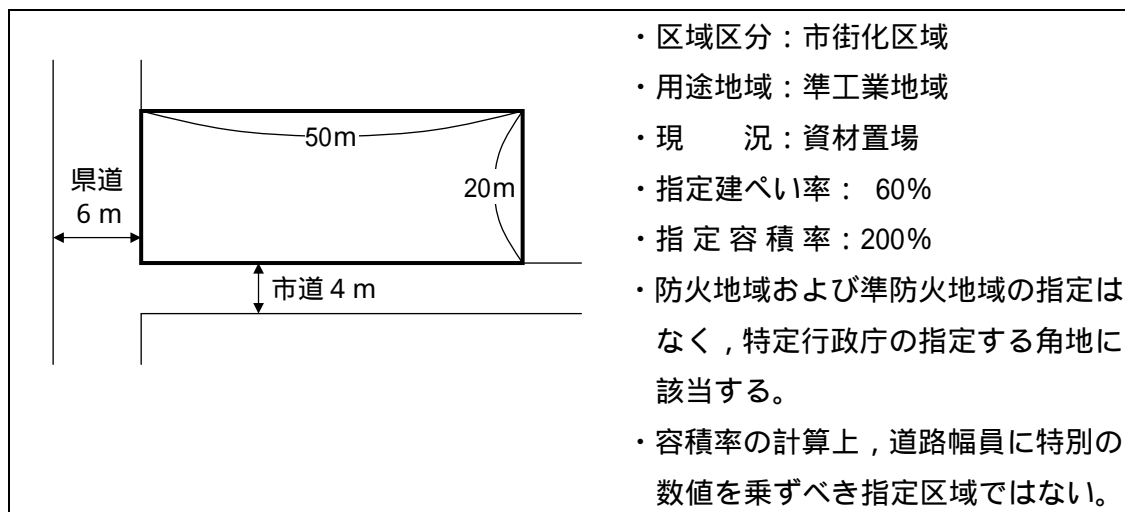 50m
県道
6 m
20m
市道 4 m
・区域区分：市街化区域
・用途地域：準工業地域
・現　　況：資材置場
・指定建ぺい率： 60%
・指 定 容 積 率：200%
・防火地域および準防火地域の指定は
なく，特定行政庁の指定する角地に
該当する。
・容積率の計算上，道路幅員に特別の
数値を乗ずべき指定区域ではない。